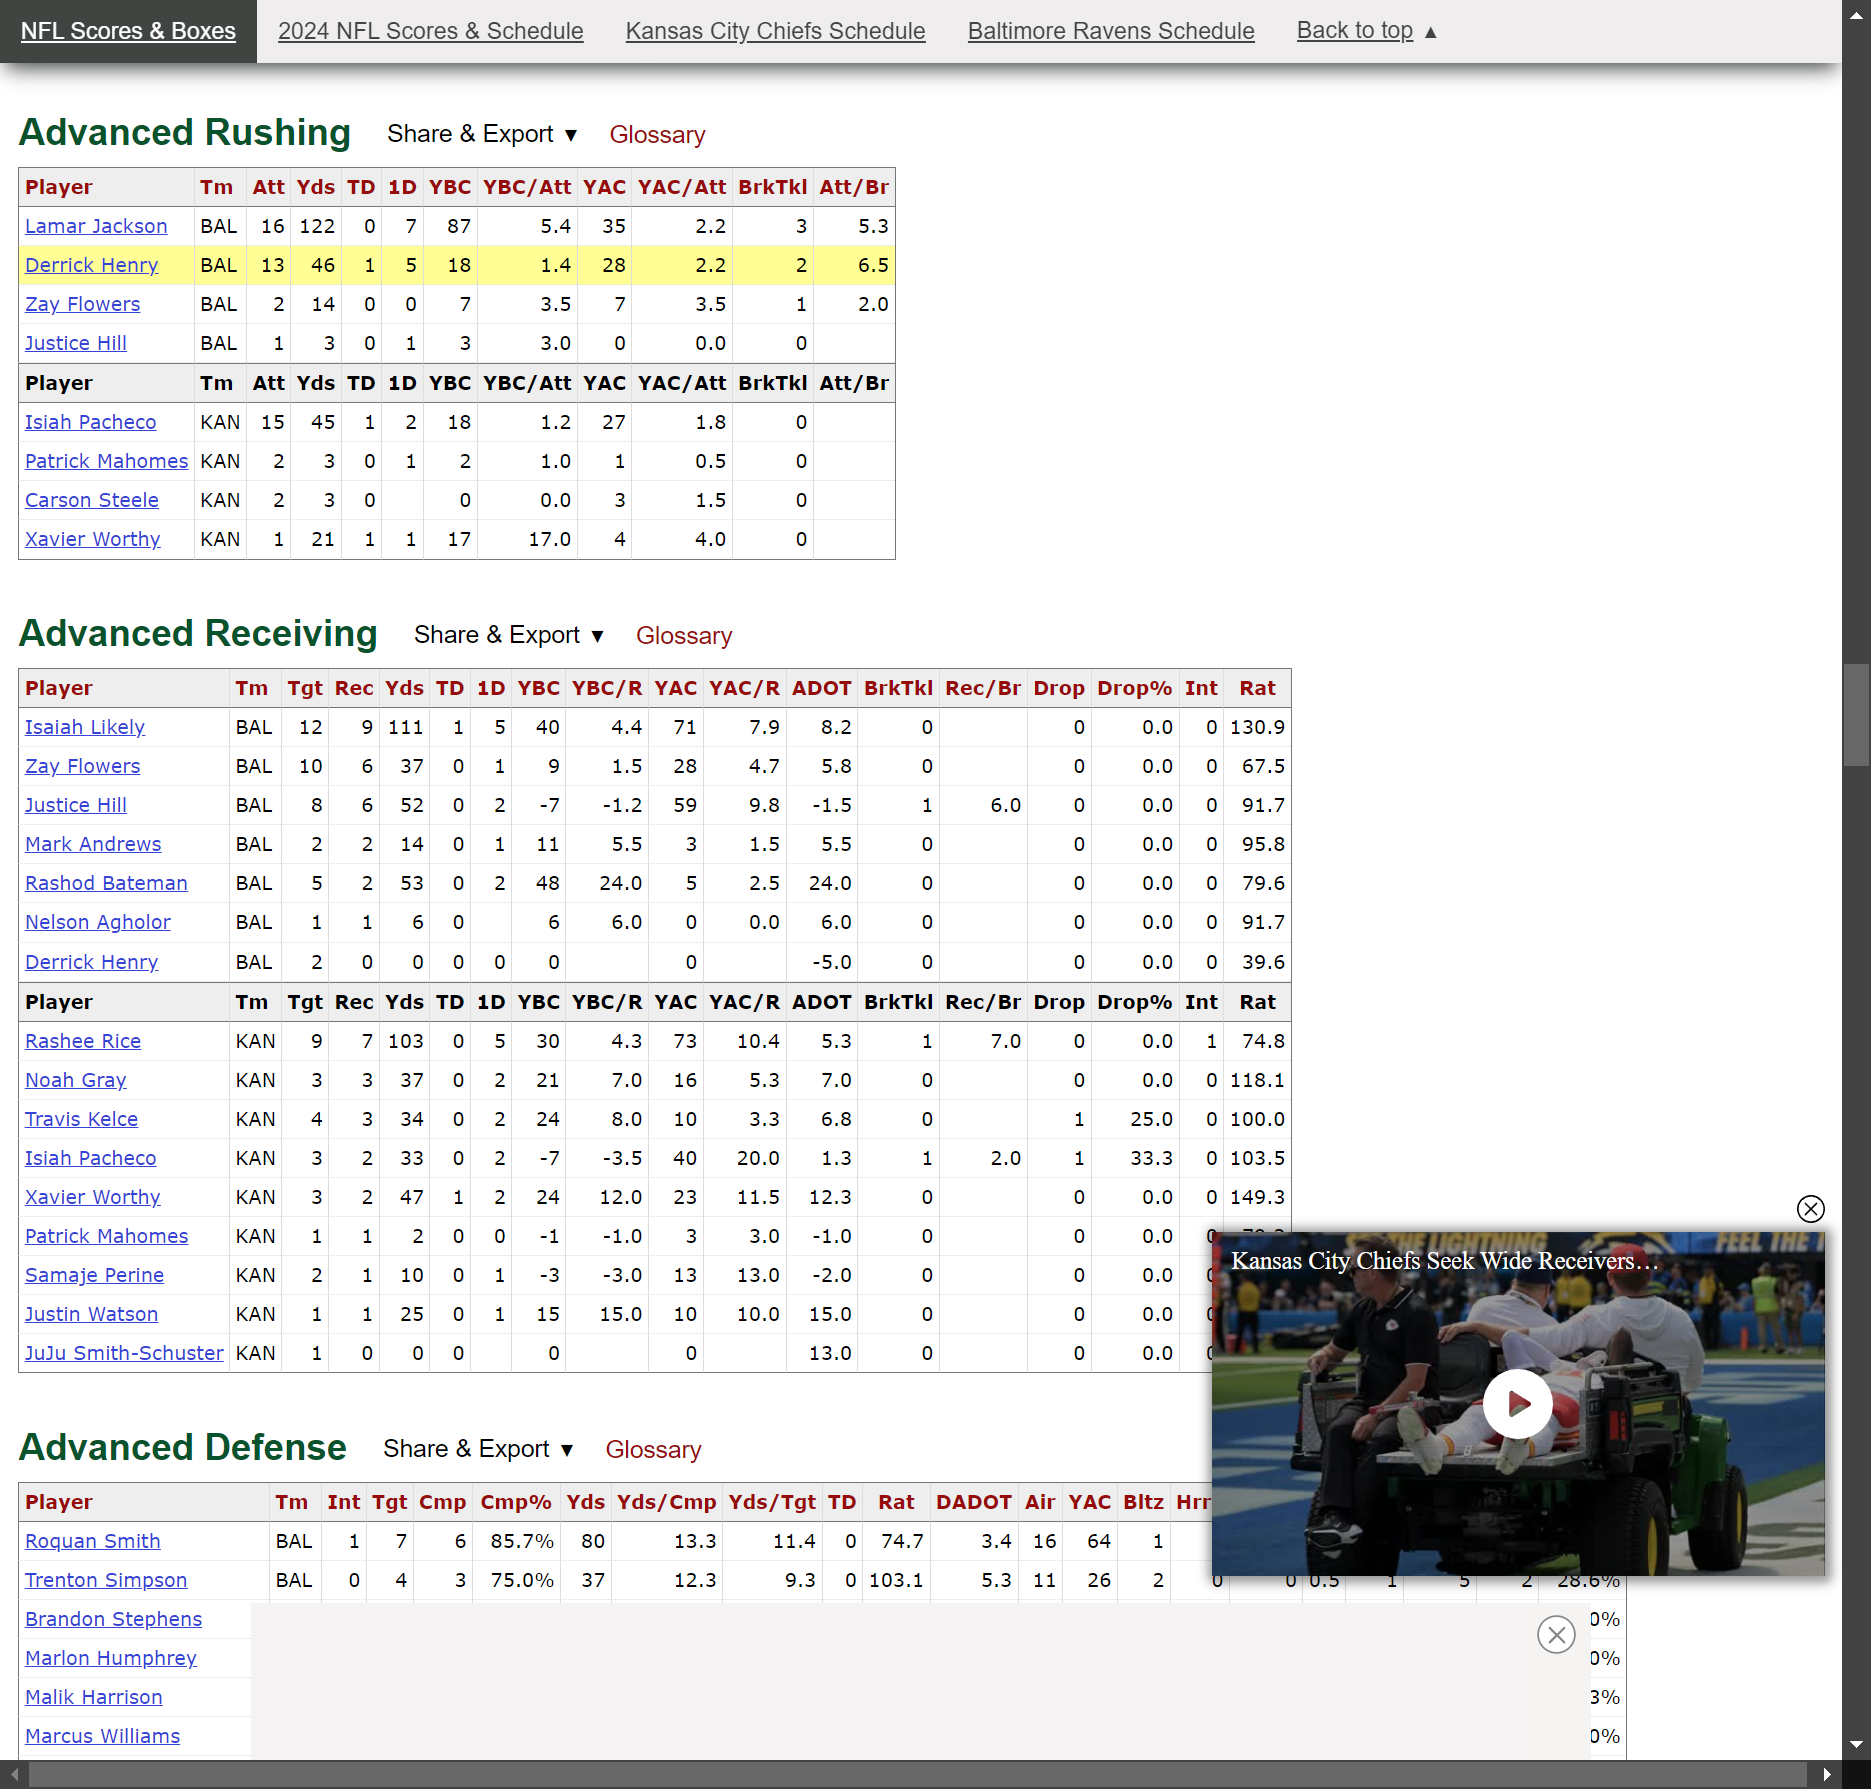 NFL Scores & Boxes 2024 NFL Scores & Schedule Kansas City Chiefs Schedule Baltimore Ravens Schedule Back to top ▲
Advanced Rushing Share & Export ▼ Glossary
Player Tm Att Yds TD 1D YBC YBC/Att YAC YAC/Att BrkTkl Att/Br
Lamar Jackson BAL 16 122 0 7 87 5.4 35 2.2 3 5.3
Derrick Henry BAL 13 46 1 5 18 1.4 28 2.2 2 6.5
Zay Flowers BAL 2 14 0 0 7 3.5 7 3.5 1 2.0
Justice Hill BAL 1 3 0 1 3 3.0 0 0.0 0
Player Tm Att Yds TD 1D YBC YBC/Att YAC YAC/Att BrkTkl Att/Br
Isiah Pacheco KAN 15 45 1 2 18 1.2 27 1.8 0
Patrick Mahomes KAN 2 3 0 1 2 1.0 1 0.5 0
Carson Steele KAN 2 3 0 0 0.0 3 1.5 0
Xavier Worthy KAN 1 21 1 1 17 17.0 4 4.0 0
Advanced Receiving Share & Export ▼ Glossary
Player Tm Tgt Rec Yds TD 1D YBC YBC/R YAC YAC/R ADOT BrkTkl Rec/Br Drop Drop% Int Rat
Isaiah Likely BAL 12 9 111 1 5 40 4.4 71 7.9 8.2 0 0 0.0 0 130.9
Zay Flowers BAL 10 6 37 0 1 9 1.5 28 4.7 5.8 0 0 0.0 0 67.5
Justice Hill BAL 8 6 52 0 2 -7 -1.2 59 9.8 -1.5 1 6.0 0 0.0 0 91.7
Mark Andrews BAL 2 2 14 0 1 11 5.5 3 1.5 5.5 0 0 0.0 0 95.8
Rashod Bateman BAL 5 2 53 0 2 48 24.0 5 2.5 24.0 0 0 0.0 0 79.6
Nelson Agholor BAL 1 1 6 0 6 6.0 0 0.0 6.0 0 0 0.0 0 91.7
Derrick Henry BAL 2 0 0 0 0 0 0 -5.0 0 0 0.0 0 39.6
Player Tm Tgt Rec Yds TD 1D YBC YBC/R YAC YAC/R ADOT BrkTkl Rec/Br Drop Drop% Int Rat
Rashee Rice KAN 9 7 103 0 5 30 4.3 73 10.4 5.3 1 7.0 0 0.0 1 74.8
Noah Gray KAN 3 3 37 0 2 21 7.0 16 5.3 7.0 0 0 0.0 0 118.1
Travis Kelce KAN 4 3 34 0 2 24 8.0 10 3.3 6.8 0 1 25.0 0 100.0
Isiah Pacheco KAN 3 2 33 0 2 -7 -3.5 40 20.0 1.3 1 2.0 1 33.3 0 103.5
Xavier Worthy KAN 3 2 47 1 2 24 12.0 23 11.5 12.3 0 0 0.0 0 149.3
Patrick Mahomes KAN 1 1 2 0 0 -1 -1.0 3 3.0 -1.0 0 0 0.0
Samaje Perine KAN 2 1 10 0 1 -3 -3.0 13 13.0 -2.0 0 0 0.0
Justin Watson KAN 1 1 25 0 1 15 15.0 10 10.0 15.0 0 0 0.0
JuJu Smith-Schuster KAN 1 0 0 0 0 0 13.0 0 0 0.0
FEEL THE
Kansas City Chiefs Seek Wide Receivers…
Advanced Defense Share & Export ▼ Glossary
Player Tm Int Tgt Cmp Cmp% Yds Yds/Cmp Yds/Tgt TD Rat DADOT Air YAC Bltz Hrr
Roquan Smith BAL 1 7 6 85.7% 80 13.3 11.4 0 74.7 3.4 16 64 1
Trenton Simpson BAL 0 4 3 75.0% 37 12.3 9.3 0 103.1 5.3 11 26 2 0 0 0.5 1 5 2 28.6%
Brandon Stephens 0%
Marlon Humphrey 0%
Malik Harrison 3%
Marcus Williams 0%